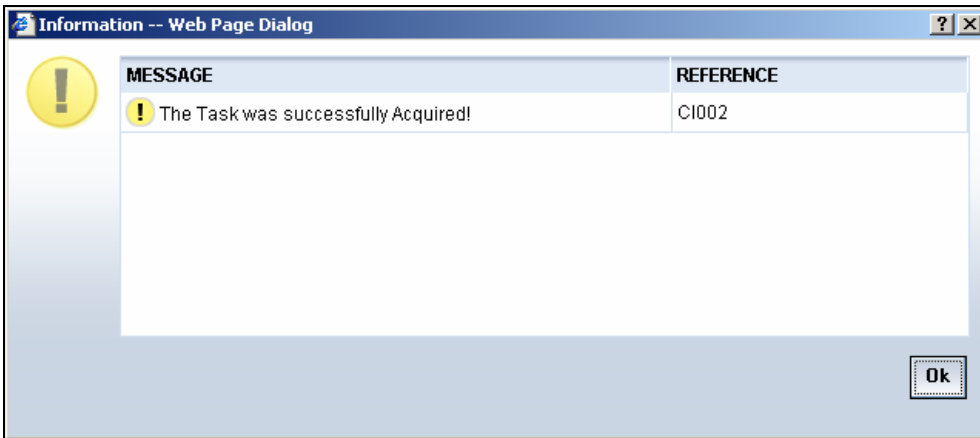 Information -- Web Page Dialog
MESSAGE REFERENCE
The Task was successfully Acquired! CI002
Ok